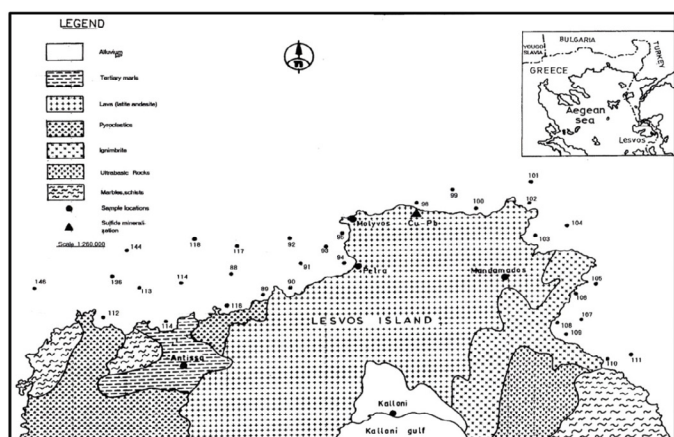 LEGEND
Alluvium
Tertiary marls
Lava (latite andesite)
Pyroclastics
Ignimbrite
Ultrabasic Rocks
Marbles, schists
Sample locations
Sulfide mineralisation
Scale 1:260,000
n
YOUGO
TLAVIA
BULGARIA
TURKEY
GREECE
Aegean
sea
Lesvos
101
99
98
100
102
Molyvos
Cu-Pb
104
95
103
118
117
92
93
144
94
Petra
Mandamados
91
88
146
136
113
114
90
105
89
106
116
112
114
107
LESVOS ISLAND
108
109
Antissa
110
111
Kalloni
Kalloni gulf